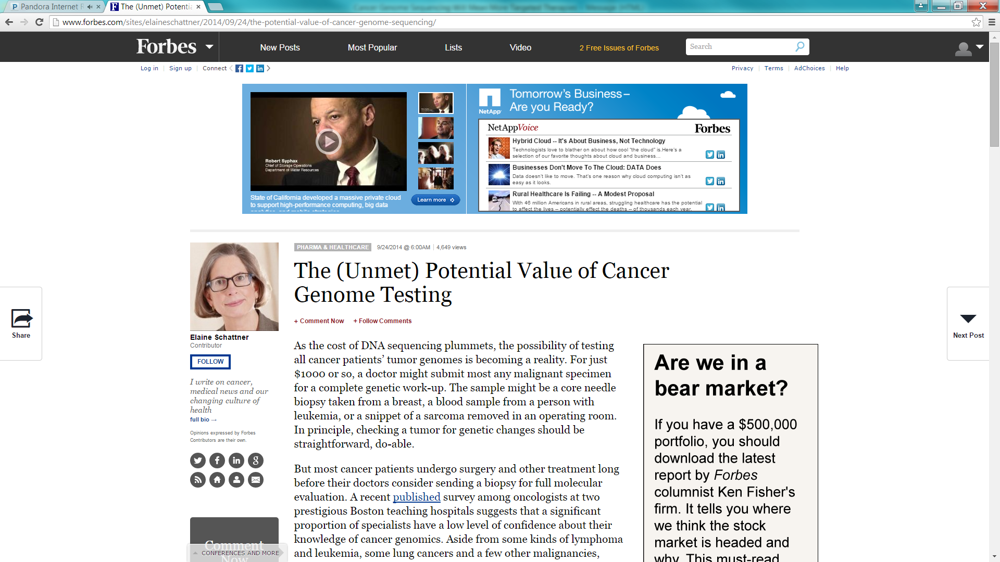 Pandora Internet R
The (Unmet) Potentia
www.forbes.com/sites/elaineschattner/2014/09/24/the-potential-value-of-cancer-genome-sequencing/
Forbes
New Posts
Most Popular
Lists
Video
2 Free Issues of Forbes
Search
Log in
Sign up
Connect
Privacy
Terms
AdChoices
Help
Robert Syphax
Chief of Storage Operations
Department of Water Resources
State of California developed a massive private cloud
to support high-performance computing, big data
Learn more
NetApp
Tomorrow's Business–
Are you Ready?
NetAppVoice
Forbes
Hybrid Cloud -- It's About Business, Not Technology
Technologists love to blather on about how cool “the cloud” is.Here's a
selection of our favorite thoughts about cloud and business...
Businesses Don't Move To The Cloud: DATA Does
Data doesn't like to move. That's one reason why cloud computing isn't as
easy as it looks.
Rural Healthcare Is Failing -- A Modest Proposal
With 46 million Americans in rural areas, struggling healthcare has the potential
to affect the lives -- potentially effect the deaths -- of thousands each year.
PHARMA & HEALTHCARE
9/24/2014 @ 6:00AM
4,649 views
The (Unmet) Potential Value of Cancer
Genome Testing
+ Comment Now
+ Follow Comments
Share
Next Post
Elaine Schattner
Contributor
FOLLOW
I write on cancer,
medical news and our
changing culture of
health
full bio →
Opinions expressed by Forbes
Contributors are their own.
Comment
Now
CONFERENCES AND MORE
As the cost of DNA sequencing plummets, the possibility of testing
all cancer patients’ tumor genomes is becoming a reality. For just
$1000 or so, a doctor might submit most any malignant specimen
for a complete genetic work-up. The sample might be a core needle
biopsy taken from a breast, a blood sample from a person with
leukemia, or a snippet of a sarcoma removed in an operating room.
In principle, checking a tumor for genetic changes should be
straightforward, do-able.
But most cancer patients undergo surgery and other treatment long
before their doctors consider sending a biopsy for full molecular
evaluation. A recent published survey among oncologists at two
prestigious Boston teaching hospitals suggests that a significant
proportion of specialists have a low level of confidence about their
knowledge of cancer genomics. Aside from some kinds of lymphoma
and leukemia, some lung cancers and a few other malignancies,
Are we in a
bear market?
If you have a $500,000
portfolio, you should
download the latest
report by Forbes
columnist Ken Fisher's
firm. It tells you where
we think the stock
market is headed and
why. This must-read